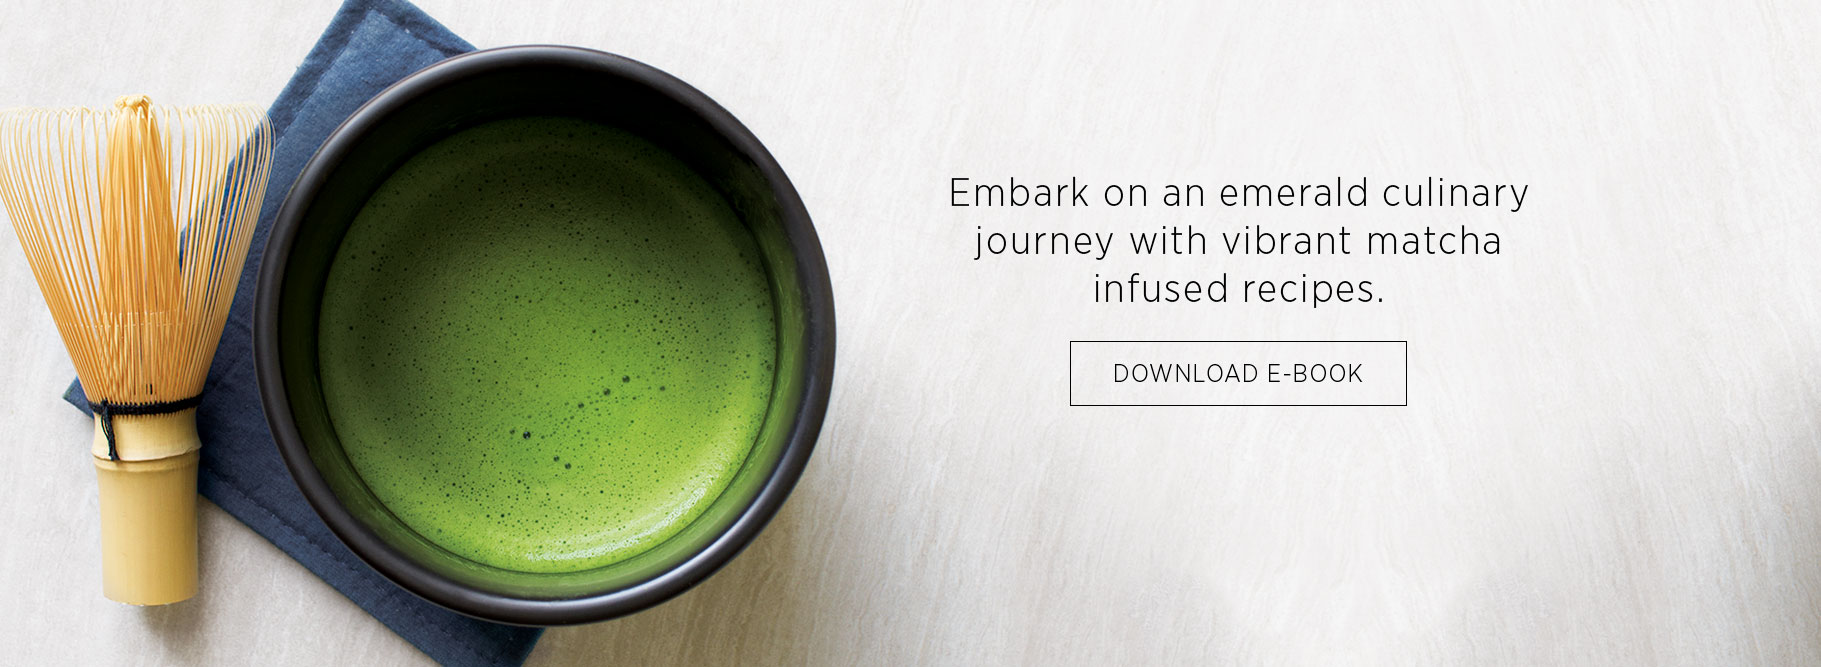 Embark on an emerald culinary
journey with vibrant matcha
infused recipes.
DOWNLOAD E-BOOK